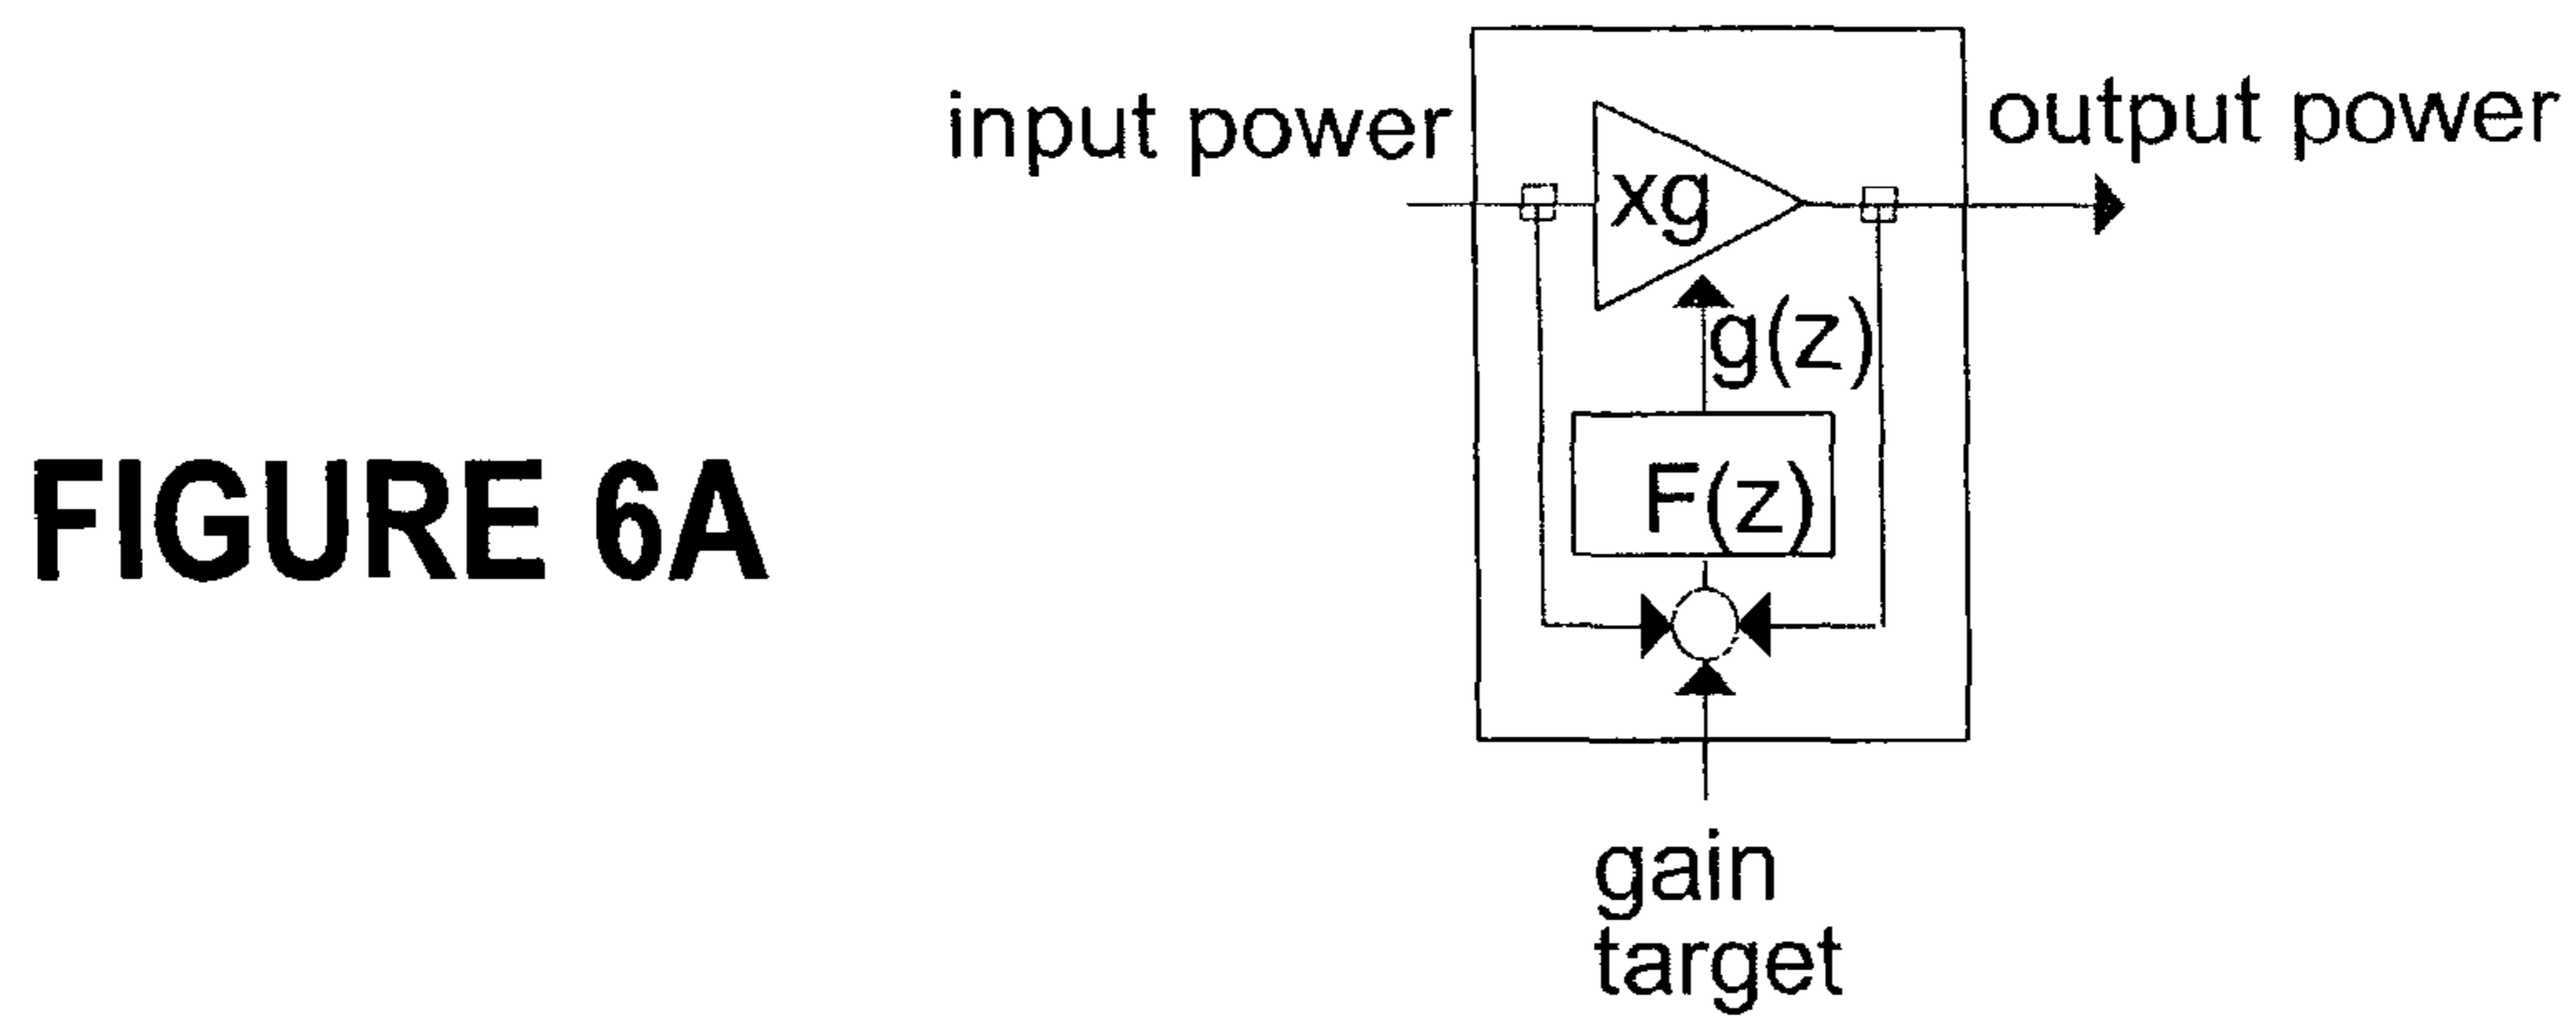 input power
output power
xg
g(z)
F(z)
FIGURE 6A
gain
target